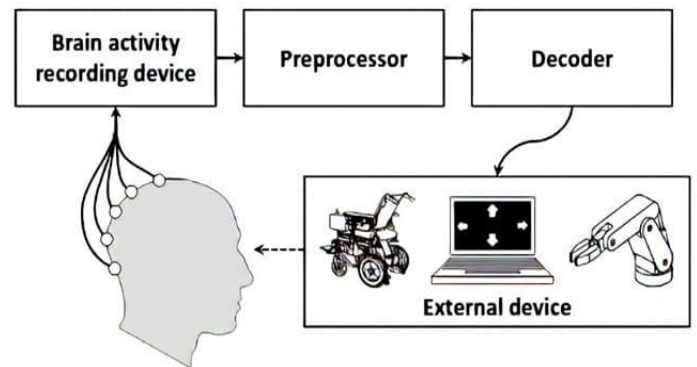 Brain activity
recording device
Preprocessor
Decoder
External device